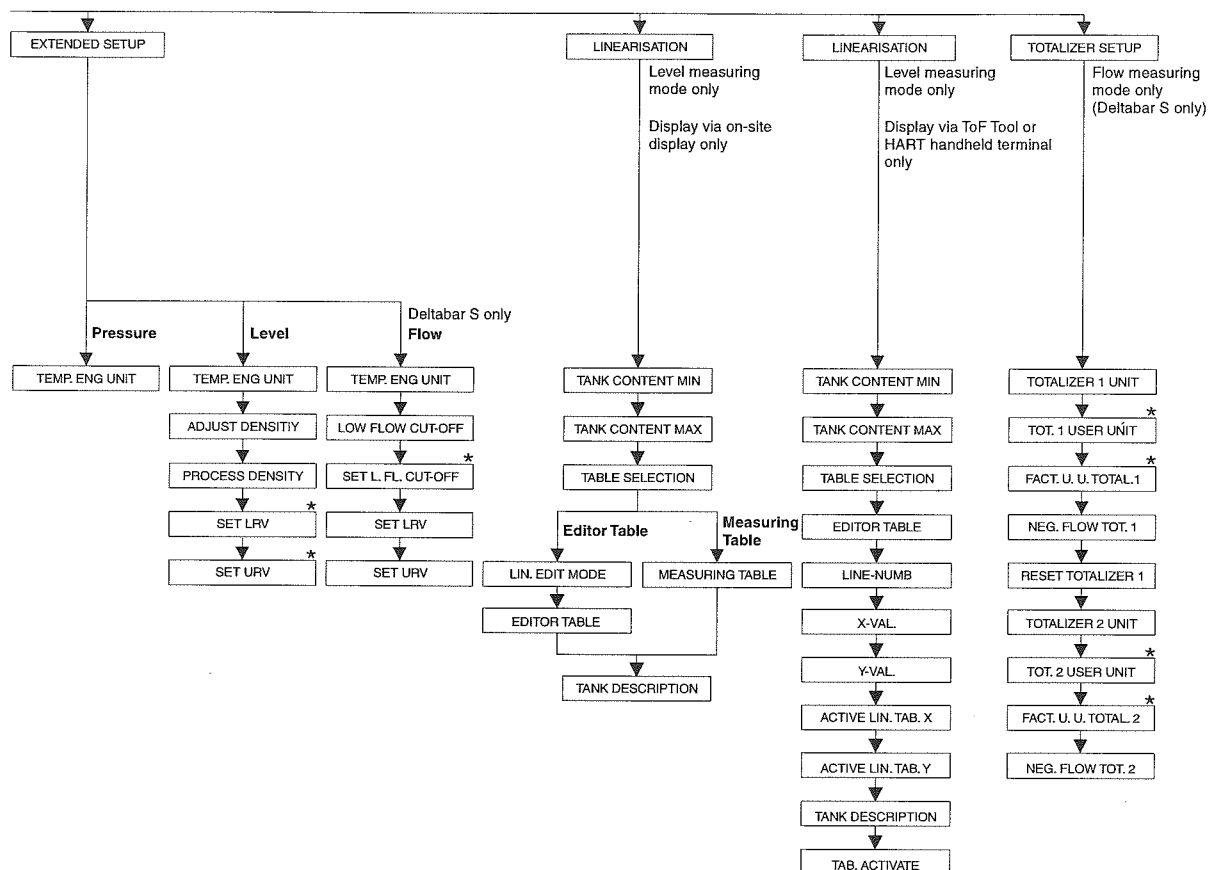 EXTENDED SETUP
LINEARISATION
Level measuring
mode only
Display via on-site
display only
LINEARISATION
Level measuring
mode only
Display via ToF Tool or
HART handheld terminal
only
TOTALIZER SETUP
Flow measuring
mode only
(Deltabar S only)
Pressure
TEMP. ENG UNIT
Level
TEMP. ENG UNIT
ADJUST DENSITIY
PROCESS DENSITY
*
SET LRV
*
SET URV
Deltabar S only
Flow
TEMP. ENG UNIT
LOW FLOW CUT-OFF
*
SET L. FL. CUT-OFF
SET LRV
SET URV
TANK CONTENT MIN
TANK CONTENT MAX
TABLE SELECTION
Editor Table
LIN. EDIT MODE
EDITOR TABLE
Measuring
Table
MEASURING TABLE
TANK DESCRIPTION
TANK CONTENT MIN
TANK CONTENT MAX
TABLE SELECTION
EDITOR TABLE
LINE-NUMB
X-VAL.
Y-VAL.
ACTIVE LIN. TAB. X
ACTIVE LIN. TAB. Y
TANK DESCRIPTION
TAB. ACTIVATE
TOTALIZER 1 UNIT
*
TOT. 1 USER UNIT
*
FACT. U. U. TOTAL. 1
NEG. FLOW TOT. 1
RESET TOTALIZER 1
TOTALIZER 2 UNIT
*
TOT. 2 USER UNIT
*
FACT. U. U. TOTAL. 2
NEG. FLOW TOT. 2